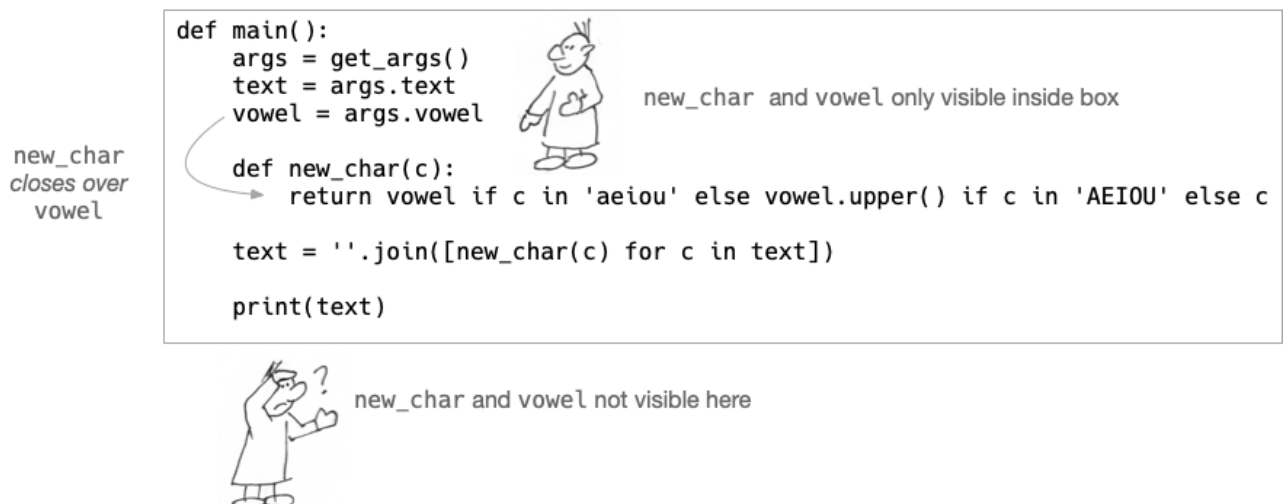 def main():
    args = get_args()
    text = args.text
    vowel = args.vowel
new_char and vowel only visible inside box
new_char
closes over
vowel
    def new_char(c):
        return vowel if c in 'aeiou' else vowel.upper() if c in 'AEIOU' else c
    text = ''.join([new_char(c) for c in text])
    print(text)
?
new_char and vowel not visible here